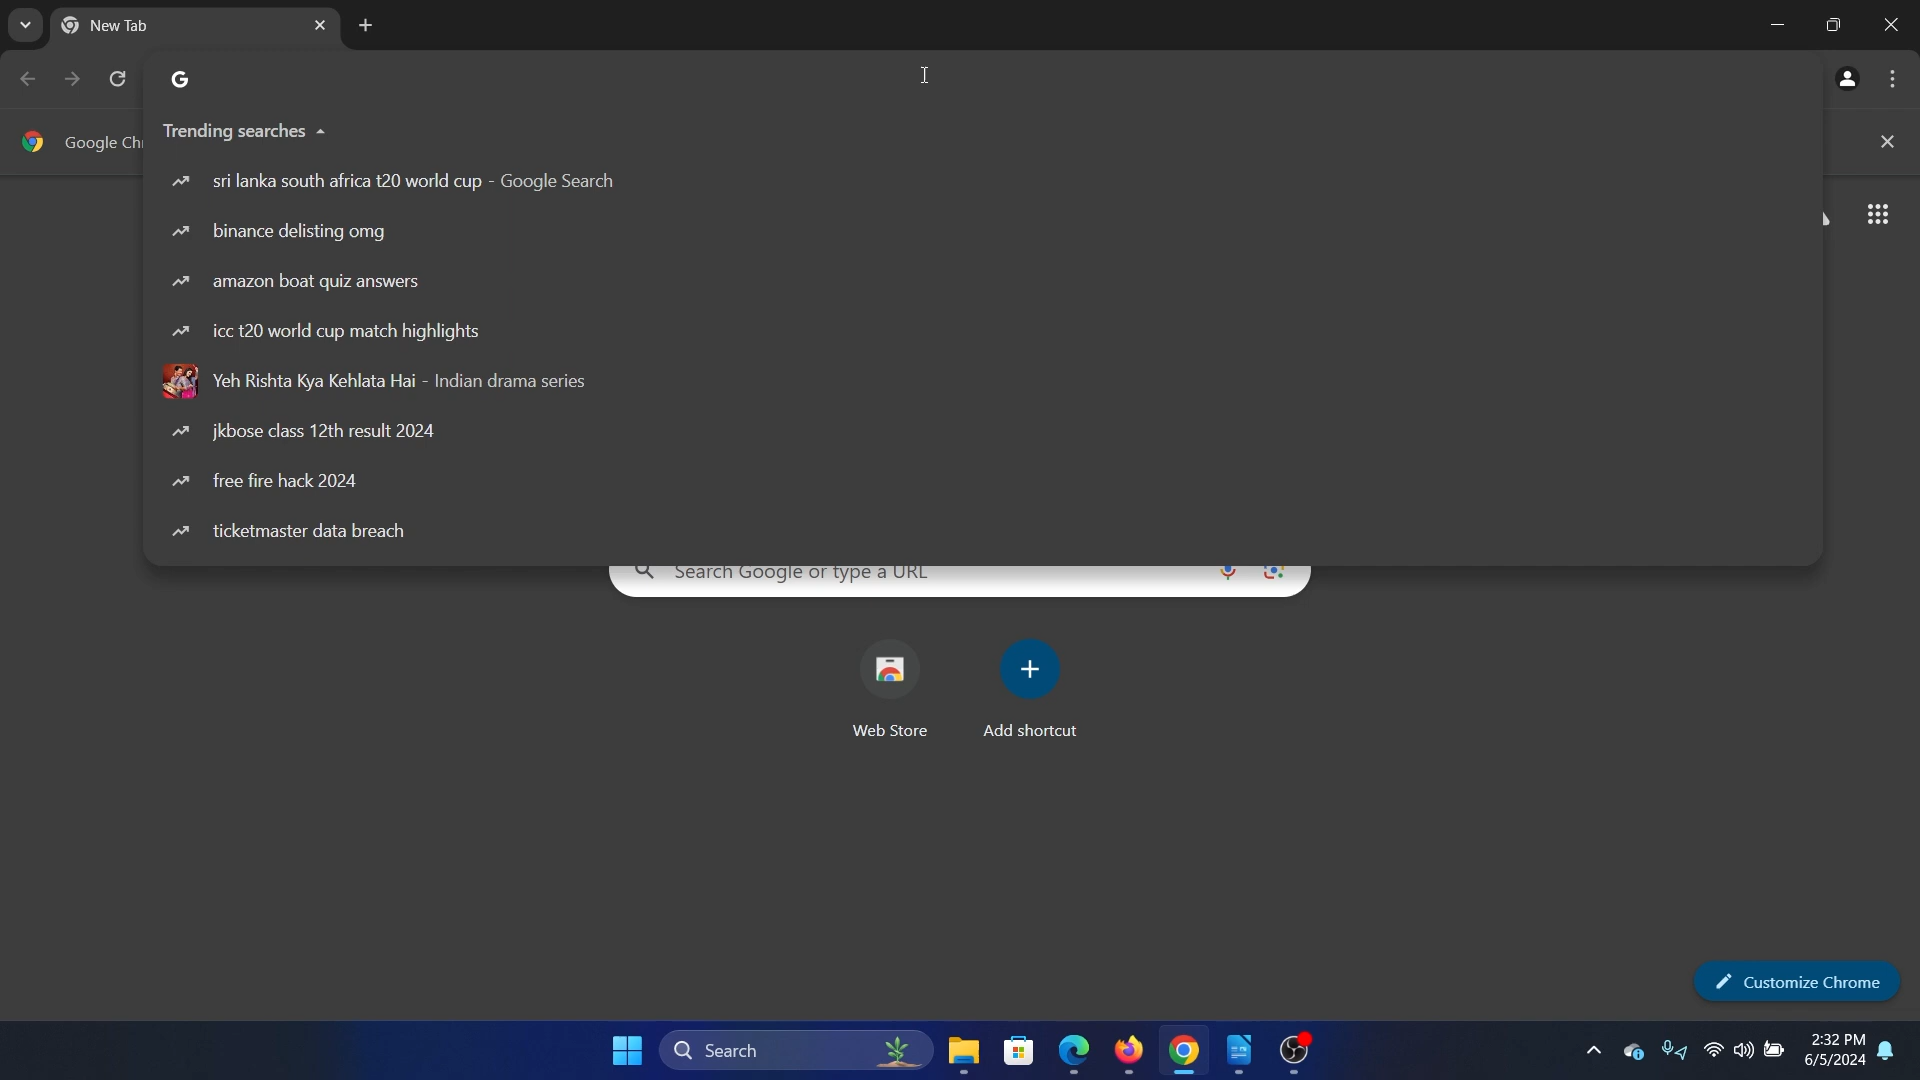 New Tab
G
Trending searches
Google Ch
sri lanka south africa t20 world cup - Google Search
binance delisting omg
amazon boat quiz answers
icc t20 world cup match highlights
Yeh Rishta Kya Kehlata Hai - Indian drama series
jkbose class 12th result 2024
free fire hack 2024
ticketmaster data breach
Search Google or type a URL
Web Store
Add shortcut
Customize Chrome
Search
2:32 PM
6/5/2024